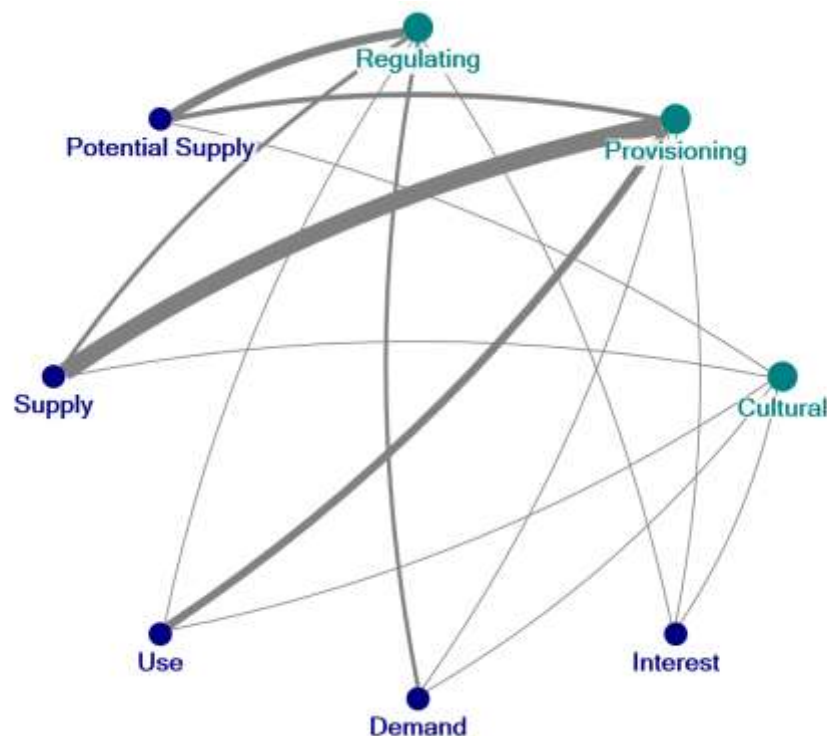 Regulating
Potential Supply
Provisioning
Supply
Cultural
Use
Interest
Demand